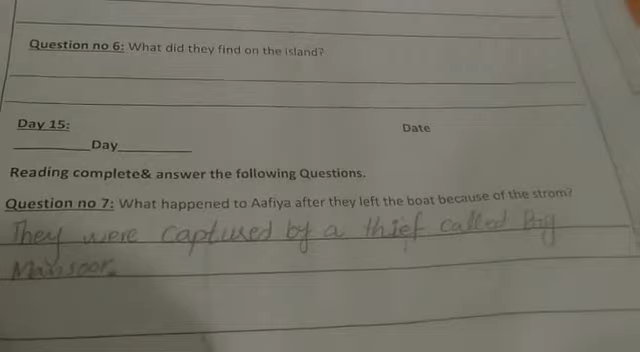 Question no 6: What did they find on the island?
Day 15:
Date
________Day________
Reading complete& answer the following Questions.
Question no 7: What happened to Aafiya after they left the boat because of the strom?
They were captused by a thief called Big
Mansoor.